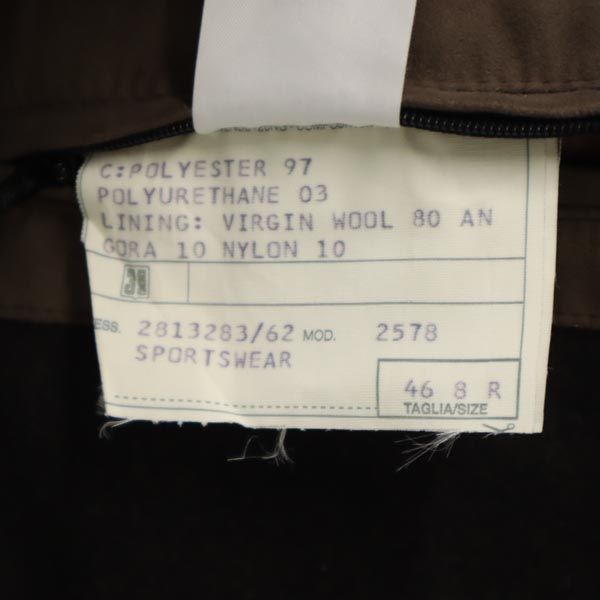 C:POLYESTER 97
POLYURETHANE 03
LINING: VIRGIN WOOL 80 AN
GORA 10 NYLON 10
ESS. 2813283/62 MOD. 2578
SPORTSWEAR
46 8 R
TAGLIA/SIZE